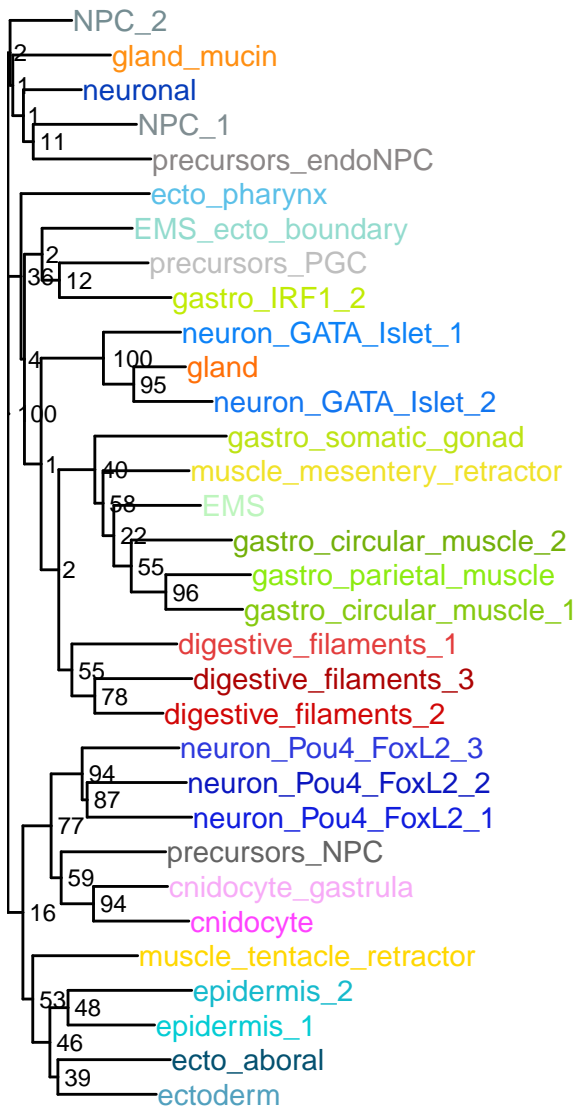 NPC_2
2
gland_mucin
1
neuronal
1
NPC_1
11
precursors_endoNPC
ecto_pharynx
EMS_ecto_boundary
2
precursors_PGC
36
12
gastro_IRF1_2
neuron_GATA_Islet_1
4
100
gland
95
neuron_GATA_Islet_2
100
gastro_somatic_gonad
1
40
muscle_mesentery_retractor
58
EMS
22
gastro_circular_muscle_2
2
55
gastro_parietal_muscle
96
gastro_circular_muscle_1
digestive_filaments_1
55
digestive_filaments_3
78
digestive_filaments_2
neuron_Pou4_FoxL2_3
94
neuron_Pou4_FoxL2_2
87
neuron_Pou4_FoxL2_1
77
precursors_NPC
59
cnidocyte_gastrula
94
16
cnidocyte
muscle_tentacle_retractor
epidermis_2
53
48
epidermis_1
46
ecto_aboral
39
ectoderm